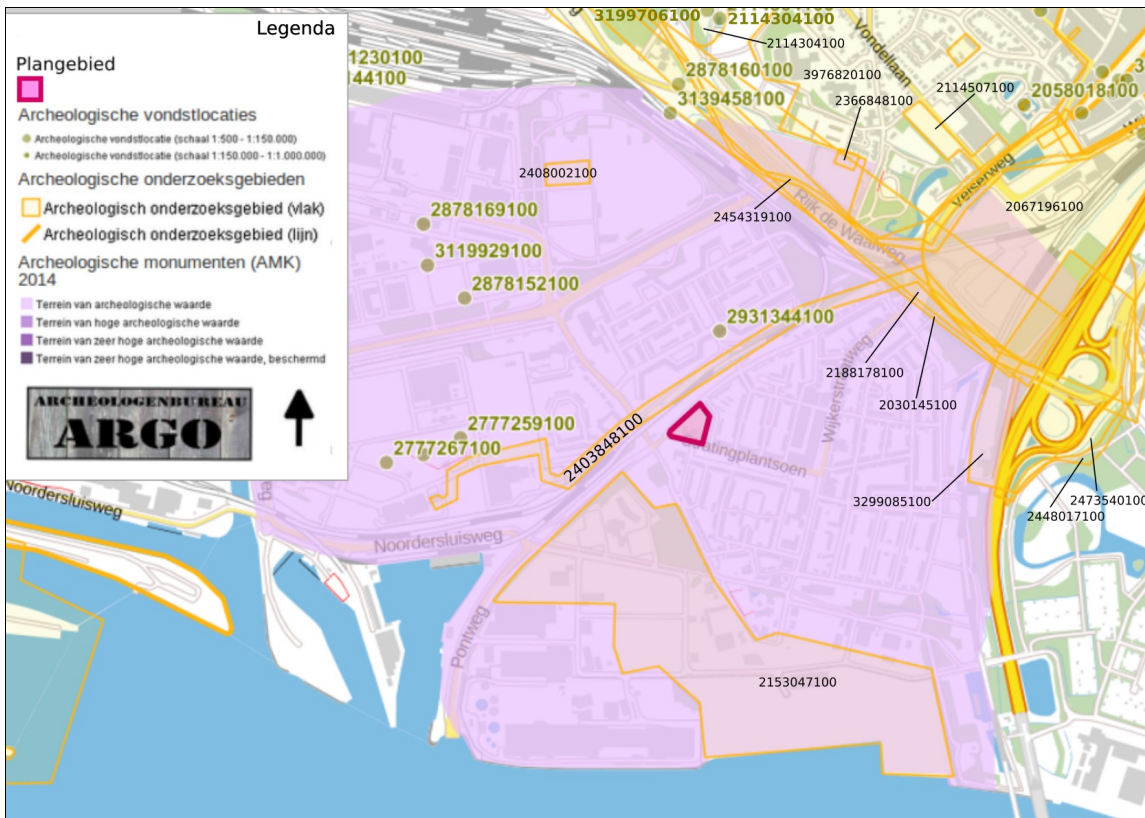 Legenda
Plangebied
Archeologische vondstlocaties
Archeologische vondstlocatie (schaal 1:500 - 1:150.000)
Archeologische vondstlocatie (schaal 1:150.000 - 1:1.000.000)
Archeologische onderzoeksgebieden
Archeologisch onderzoeksgebied (vlak)
Archeologisch onderzoeksgebied (lijn)
Archeologische monumenten (AMK)
2014
Terrein van archeologische waarde
Terrein van hoge archeologische waarde
Terrein van zeer hoge archeologische waarde
Terrein van zeer hoge archeologische waarde, beschermd
ARCHEOLOGENBUREAU
ARGO
3199706100
2114304100
2114304100
Vondellaan
1230100
144100
2878160100
3976820100
2114507100
2366848100
3139458100
2058018100
2408002100
Velserweg
2067196100
2878169100
2454319100
Rijk de Waalweg
3119929100
2878152100
2931344100
2188178100
2030145100
Wijkerstraatweg
2777259100
2777267100
2403848100
Keatingplantsoen
3299085100
2473540100
2448017100
Noordersluisweg
weg
Noordersluisweg
Pontweg
2153047100